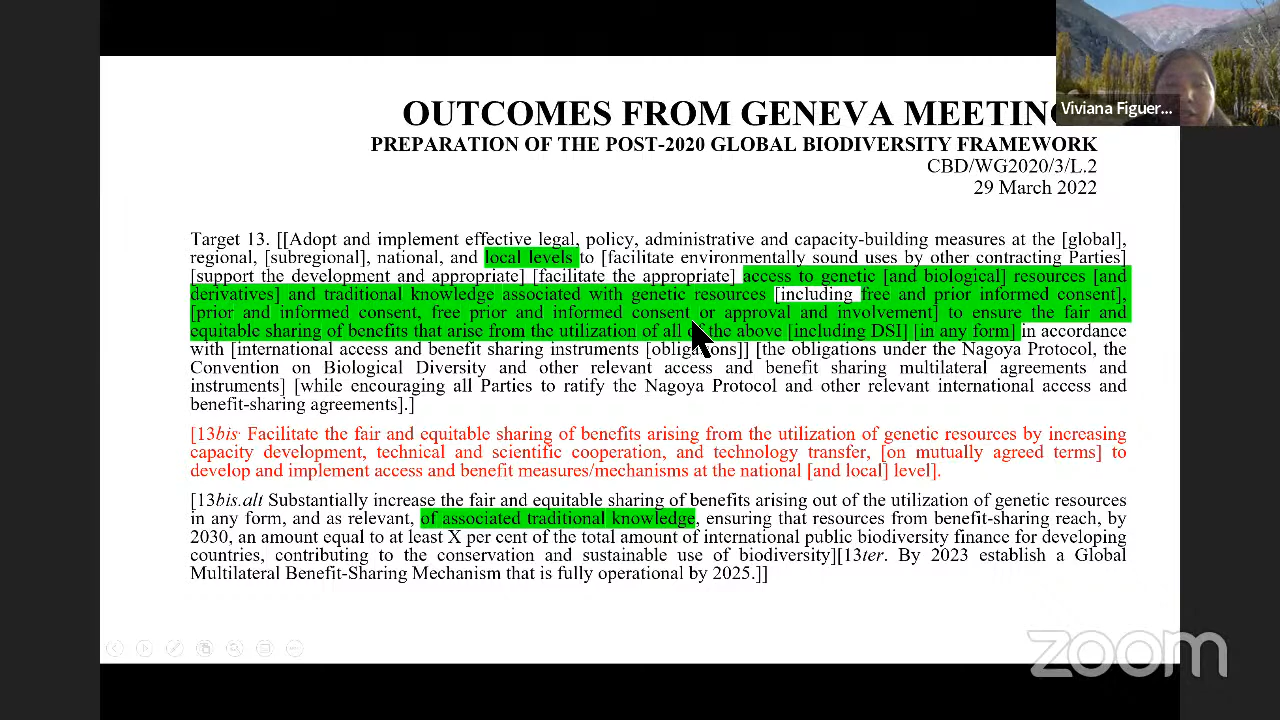 OUTCOMES FROM GENEVA MEETING
Viviana Figuer...
PREPARATION OF THE POST-2020 GLOBAL BIODIVERSITY FRAMEWORK
CBD/WG2020/3/L.2
29 March 2022
Target 13. [[Adopt and implement effective legal, policy, administrative and capacity-building measures at the [global],
regional, [subregional], national, and local levels to [facilitate environmentally sound uses by other contracting Parties]
[support the development and appropriate] [facilitate the appropriate] access to genetic [and biological] resources [and
derivatives] and traditional knowledge associated with genetic resources [including free and prior informed consent],
[prior and informed consent, free prior and informed consent or approval and involvement] to ensure the fair and
equitable sharing of benefits that arise from the utilization of all of the above [including DSI] [in any form] in accordance
with [international access and benefit sharing instruments [obligations]] [the obligations under the Nagoya Protocol, the
Convention on Biological Diversity and other relevant access and benefit sharing multilateral agreements and
instruments] [while encouraging all Parties to ratify the Nagoya Protocol and other relevant international access and
benefit-sharing agreements].]
[13bis. Facilitate the fair and equitable sharing of benefits arising from the utilization of genetic resources by increasing
capacity development, technical and scientific cooperation, and technology transfer, [on mutually agreed terms] to
develop and implement access and benefit measures/mechanisms at the national [and local] level].
[13bis.alt Substantially increase the fair and equitable sharing of benefits arising out of the utilization of genetic resources
in any form, and as relevant, of associated traditional knowledge, ensuring that resources from benefit-sharing reach, by
2030, an amount equal to at least X per cent of the total amount of international public biodiversity finance for developing
countries, contributing to the conservation and sustainable use of biodiversity][13ter. By 2023 establish a Global
Multilateral Benefit-Sharing Mechanism that is fully operational by 2025.]]
zoom